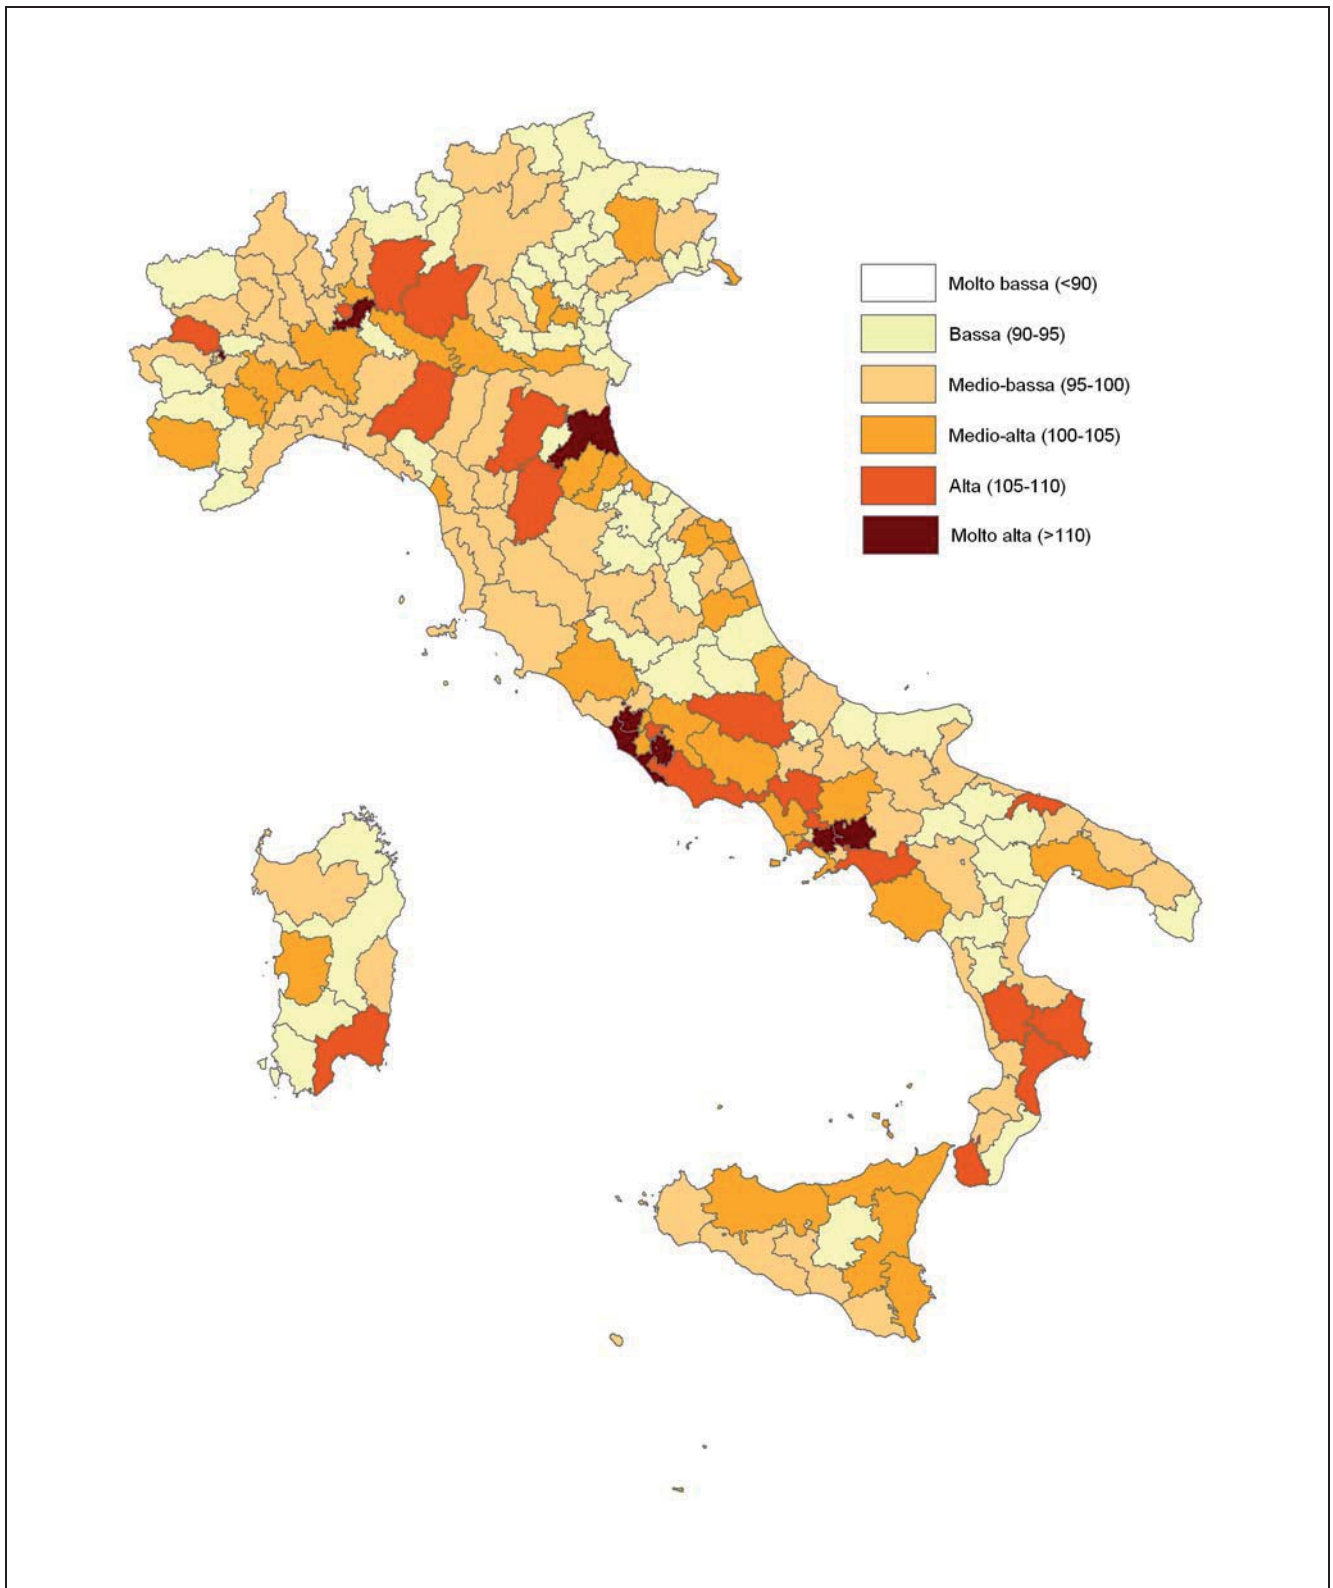 Molto bassa (<90)
Bassa (90-95)
Medio-bassa (95-100)
Medio-alta (100-105)
Alta (105-110)
Molto alta (>110)